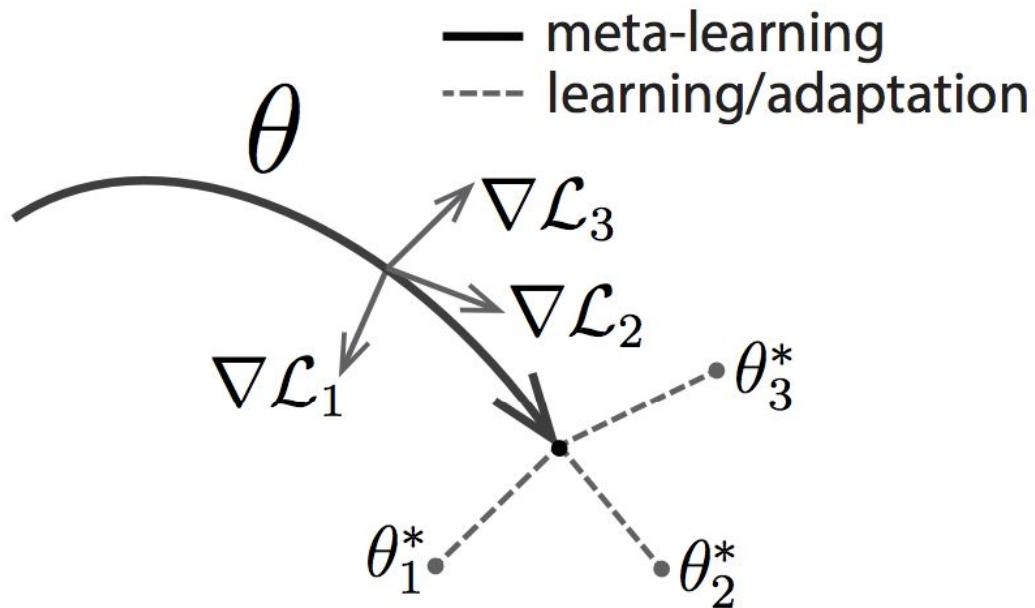 meta-learning
learning/adaptation
θ
∇ℒ₃
∇ℒ₂
∇ℒ₁
θ₃*
θ₁*
θ₂*